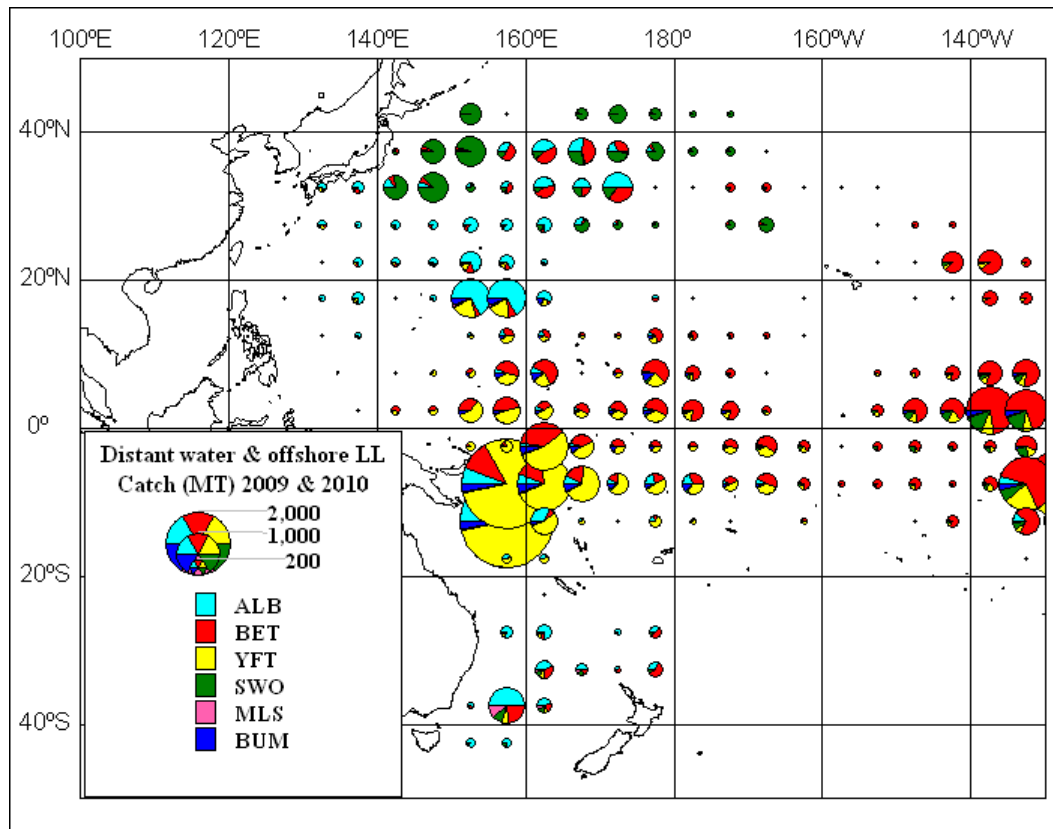 100ºE 120ºE 140ºE 160ºE 180º 160ºW 140ºW
40ºN
20ºN
0º
20ºS
40ºS
Distant water & offshore LL
Catch (MT) 2009 & 2010
2,000
1,000
200
ALB
BET
YFT
SWO
MLS
BUM